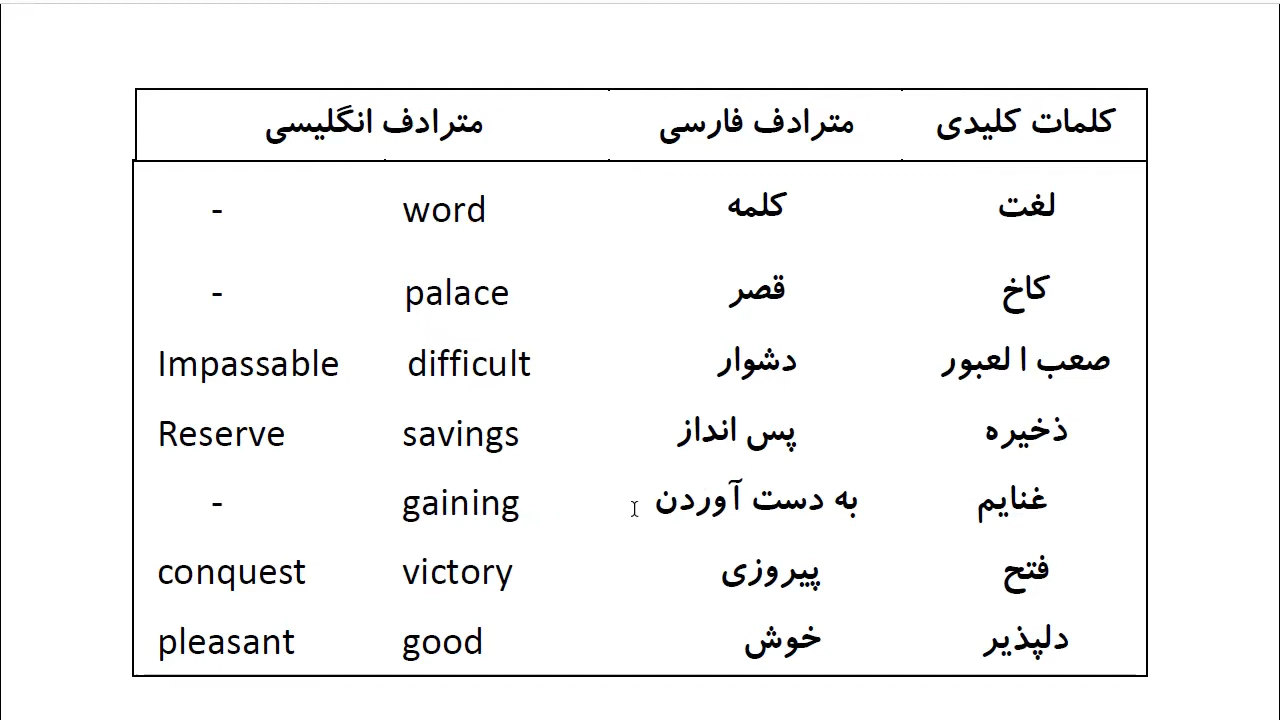 کلمات کلیدی مترادف فارسی مترادف انگلیسی
لغت کلمه word -
کاخ قصر palace -
صعب ا لعبور دشوار difficult Impassable
ذخیره پس انداز savings Reserve
غنایم به دست آوردن gaining -
فتح پیروزی victory conquest
دلپذیر خوش good pleasant